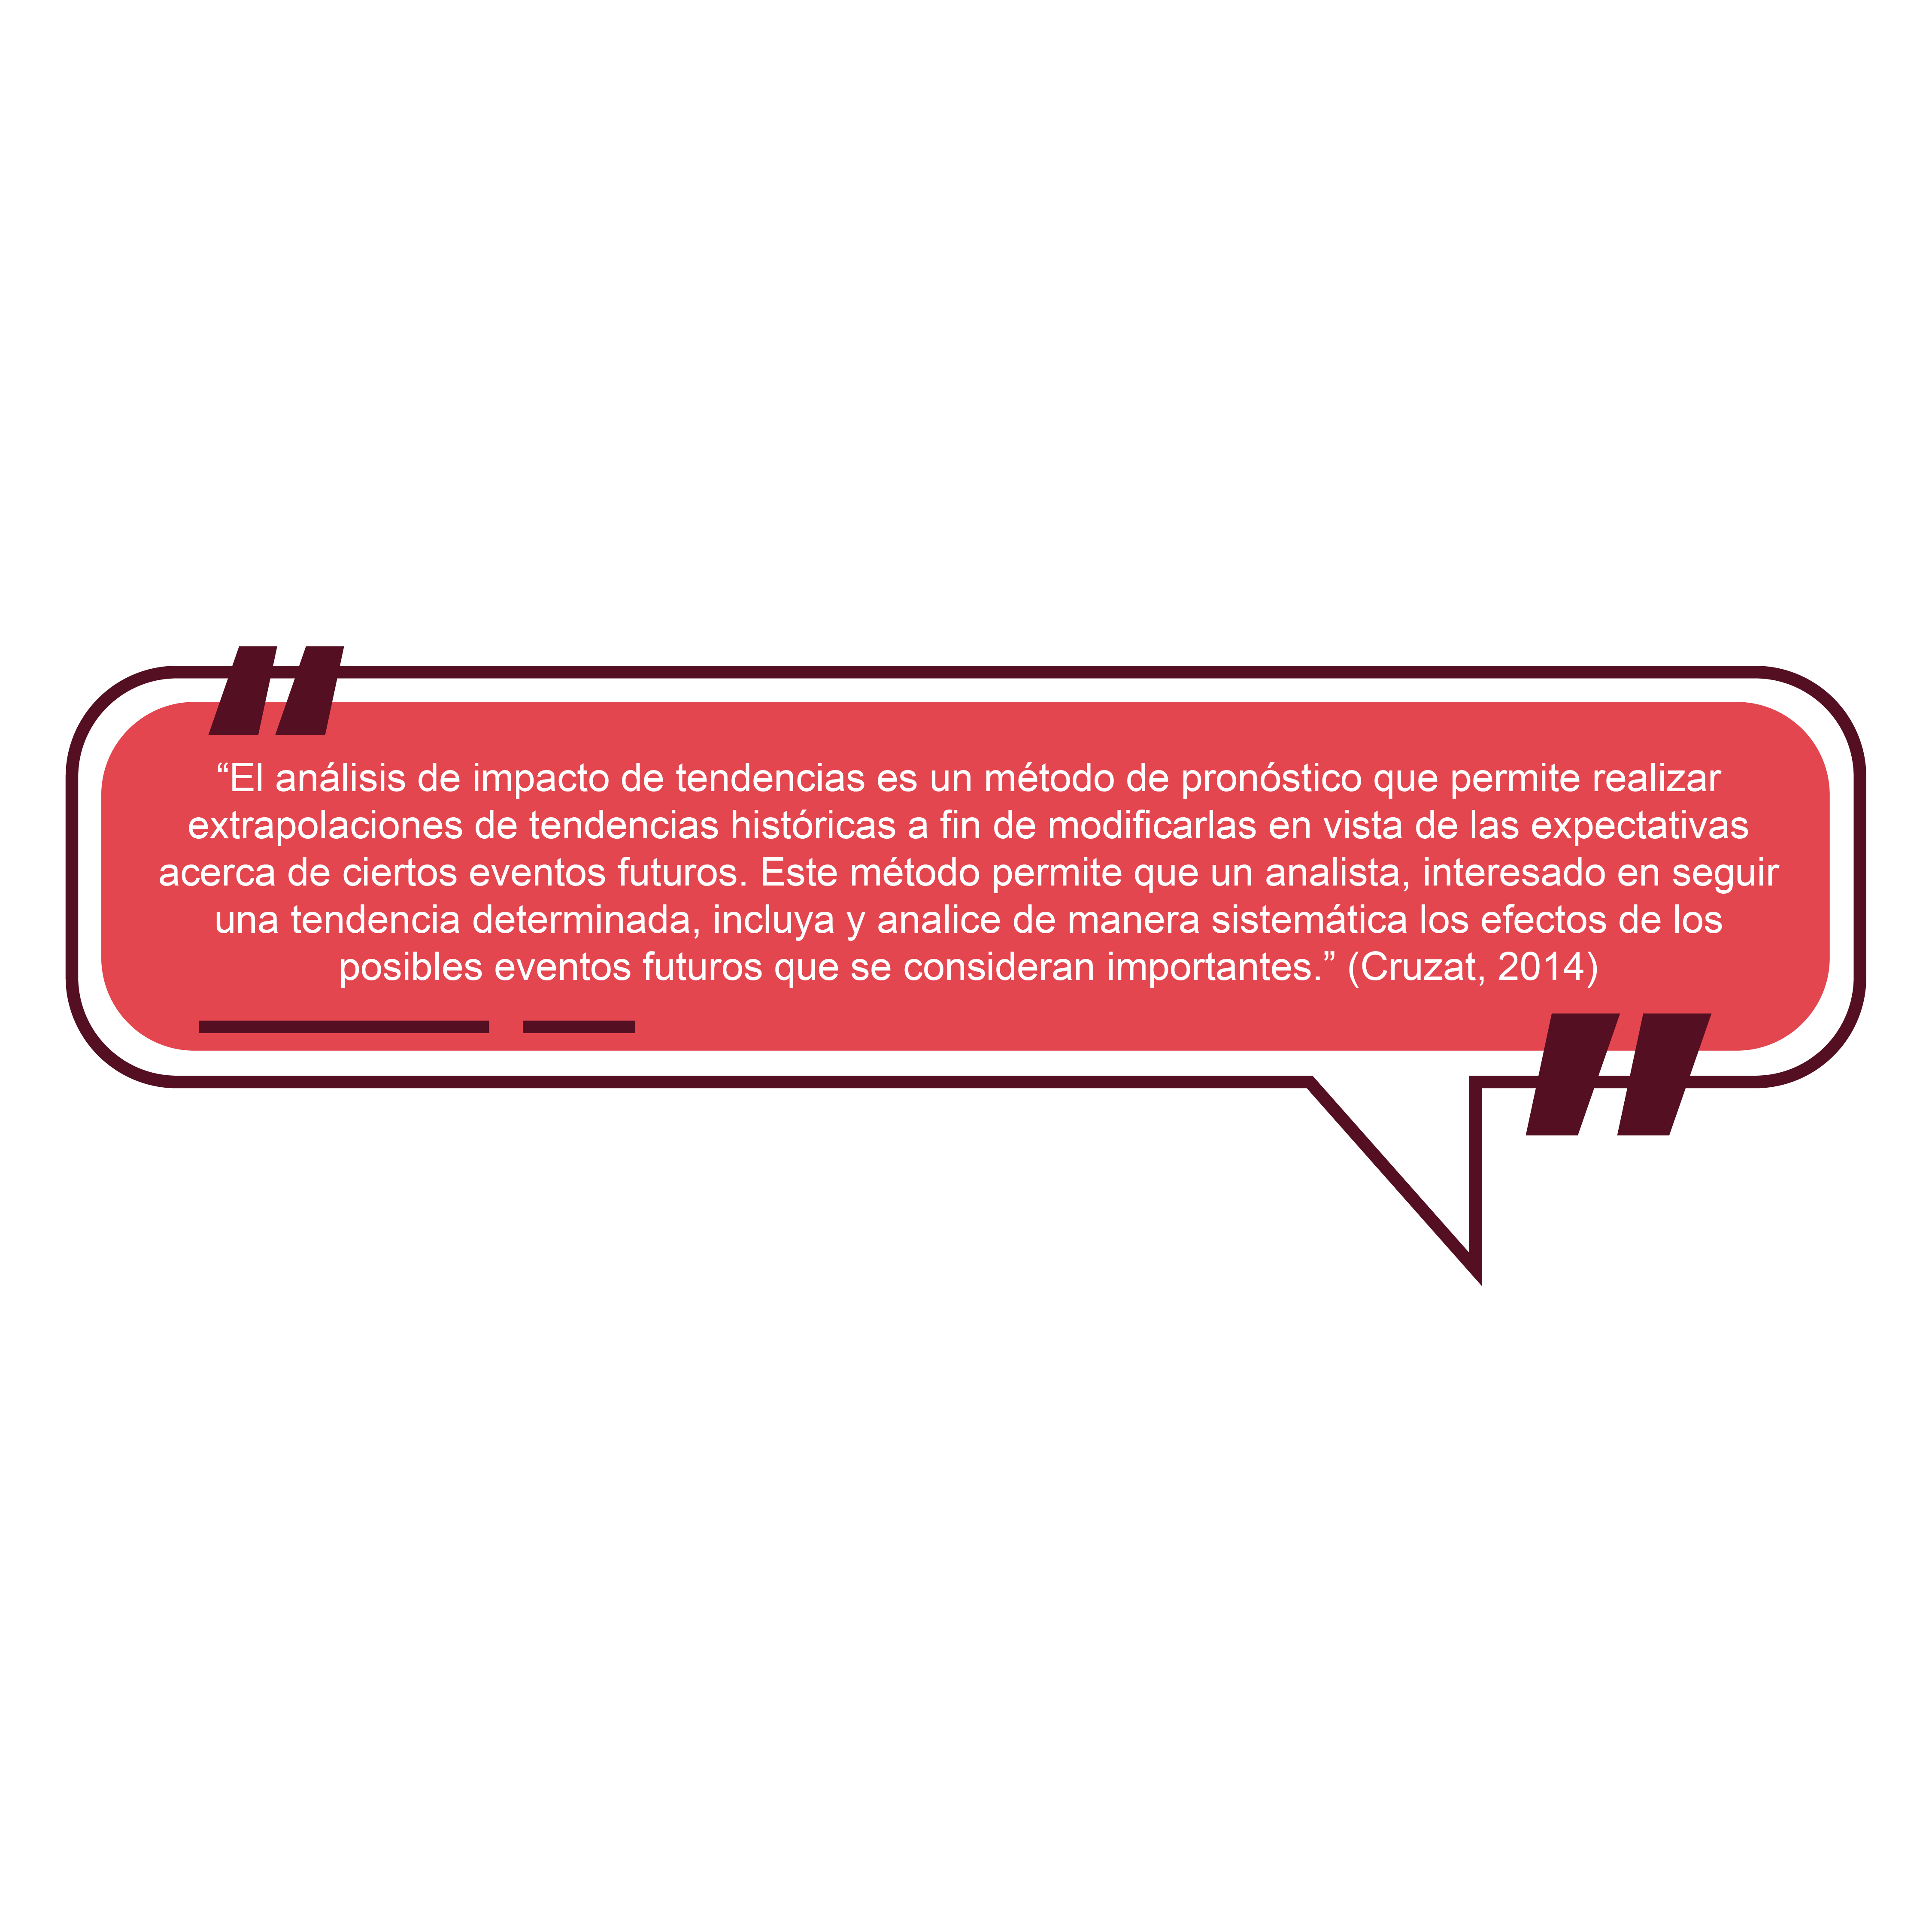 “El análisis de impacto de tendencias es un método de pronóstico que permite realizar
extrapolaciones de tendencias históricas a fin de modificarlas en vista de las expectativas
acerca de ciertos eventos futuros. Este método permite que un analista, interesado en seguir
una tendencia determinada, incluya y analice de manera sistemática los efectos de los
posibles eventos futuros que se consideran importantes.” (Cruzat, 2014)